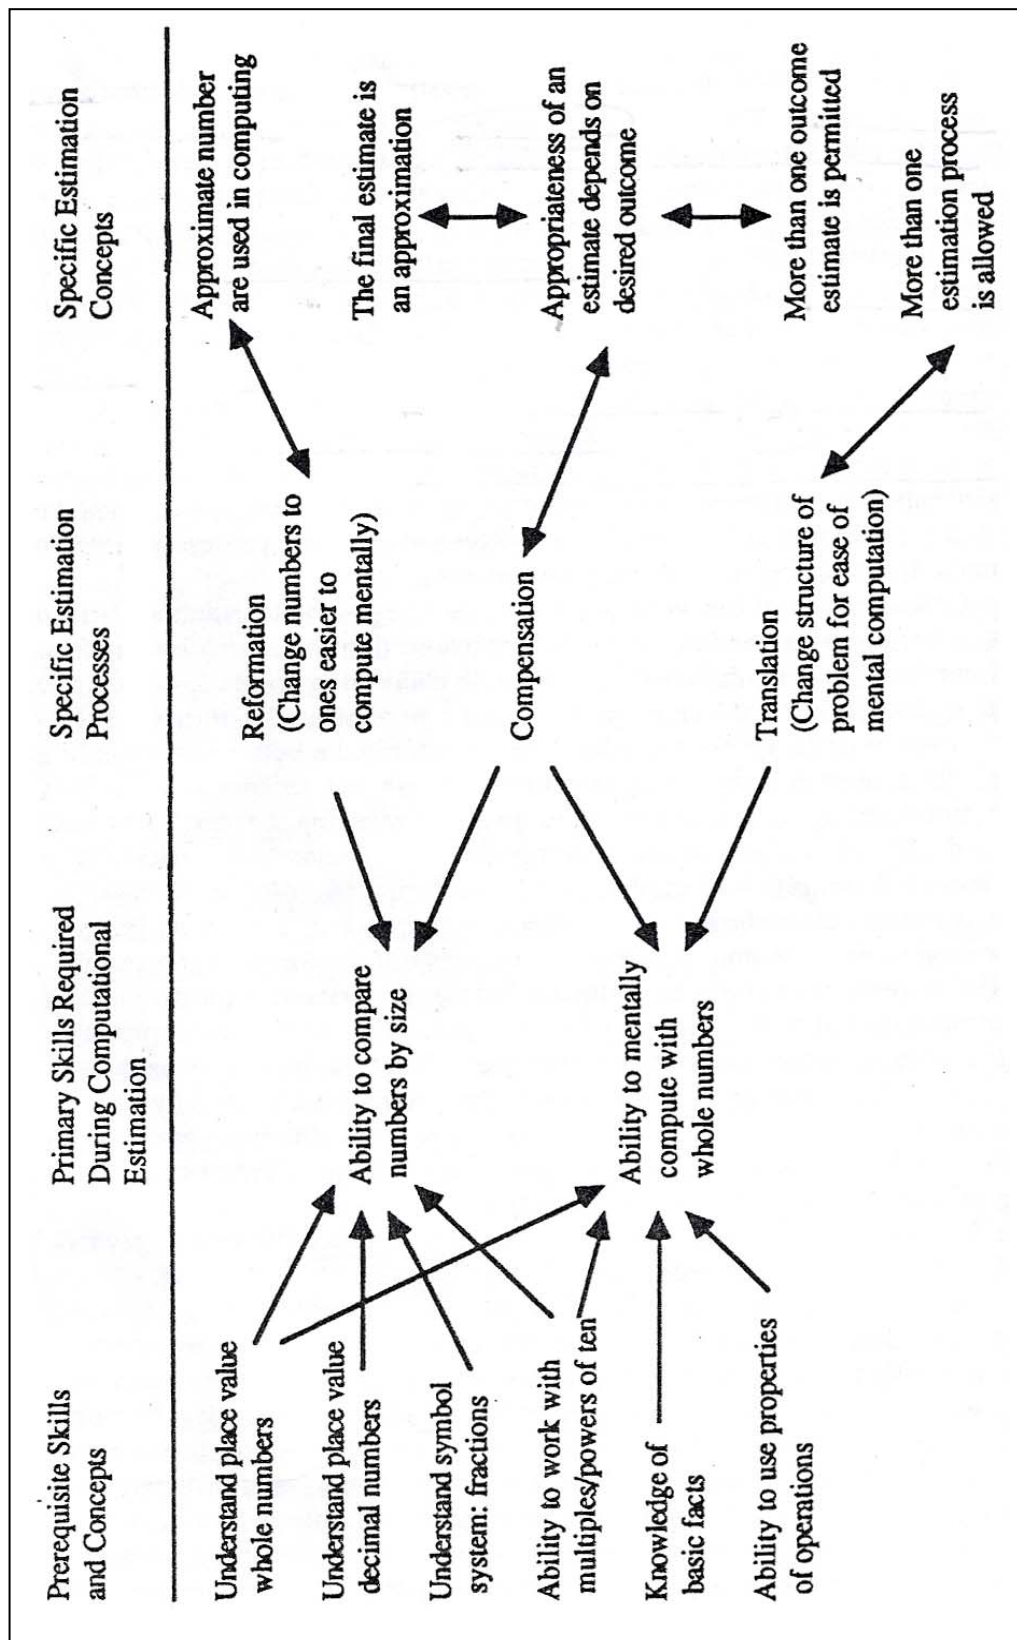 Prerequisite Skills
and Concepts
Primary Skills Required
During Computational
Estimation
Specific Estimation
Processes
Specific Estimation
Concepts
Understand place value
whole numbers
Understand place value
decimal numbers
Understand symbol
system: fractions
Ability to work with
multiples/powers of ten
Knowledge of
basic facts
Ability to use properties
of operations
Ability to compare
numbers by size
Ability to mentally
compute with
whole numbers
Reformation
(Change numbers to
ones easier to
compute mentally)
Compensation
Translation
(Change structure of
problem for ease of
mental computation)
Approximate number
are used in computing
The final estimate is
an approximation
Appropriateness of an
estimate depends on
desired outcome
More than one outcome
estimate is permitted
More than one
estimation process
is allowed